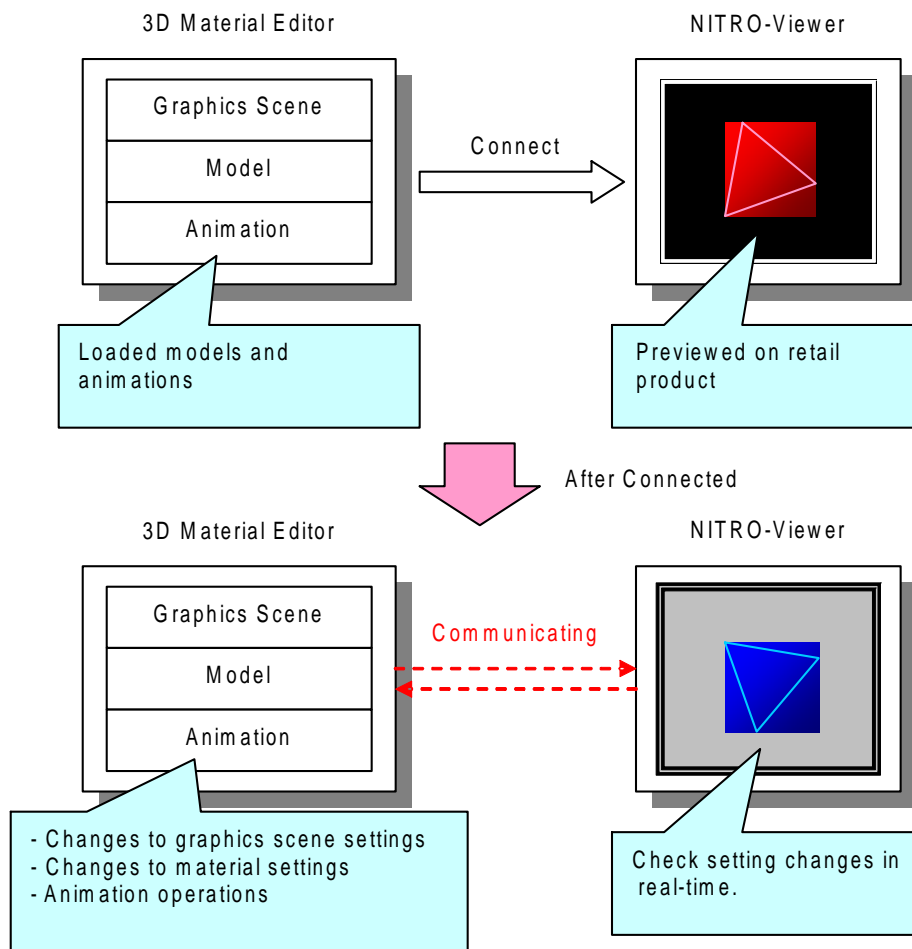 3D Material Editor
NITRO-Viewer
Graphics Scene
Model
Animation
Connect
Loaded models and
animations
Previewed on retail
product
After Connected
3D Material Editor
NITRO-Viewer
Graphics Scene
Model
Animation
Communicating
- Changes to graphics scene settings
- Changes to material settings
- Animation operations
Check setting changes in
real-time.